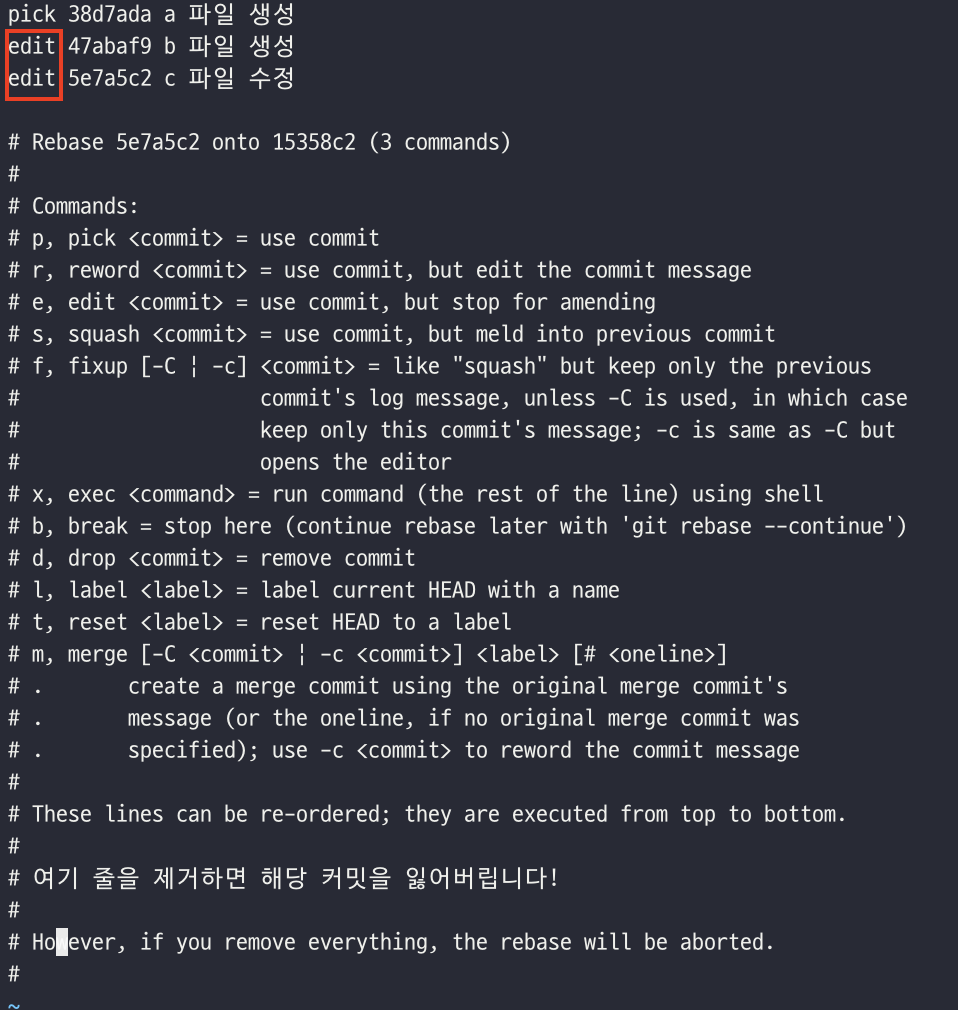 pick 38d7ada a 파일 생성
edit 47abaf9 b 파일 생성
edit 5e7a5c2 c 파일 수정
# Rebase 5e7a5c2 onto 15358c2 (3 commands)
#
# Commands:
# p, pick <commit> = use commit
# r, reword <commit> = use commit, but edit the commit message
# e, edit <commit> = use commit, but stop for amending
# s, squash <commit> = use commit, but meld into previous commit
# f, fixup [-C ¦ -c] <commit> = like "squash" but keep only the previous
#                    commit's log message, unless -C is used, in which case
#                    keep only this commit's message; -c is same as -C but
#                    opens the editor
# x, exec <command> = run command (the rest of the line) using shell
# b, break = stop here (continue rebase later with 'git rebase --continue')
# d, drop <commit> = remove commit
# l, label <label> = label current HEAD with a name
# t, reset <label> = reset HEAD to a label
# m, merge [-C <commit> ¦ -c <commit>] <label> [# <oneline>]
# .       create a merge commit using the original merge commit's
# .       message (or the oneline, if no original merge commit was
# .       specified); use -c <commit> to reword the commit message
#
# These lines can be re-ordered; they are executed from top to bottom.
#
# 여기 줄을 제거하면 해당 커밋을 잃어버립니다!
#
# However, if you remove everything, the rebase will be aborted.
#
~